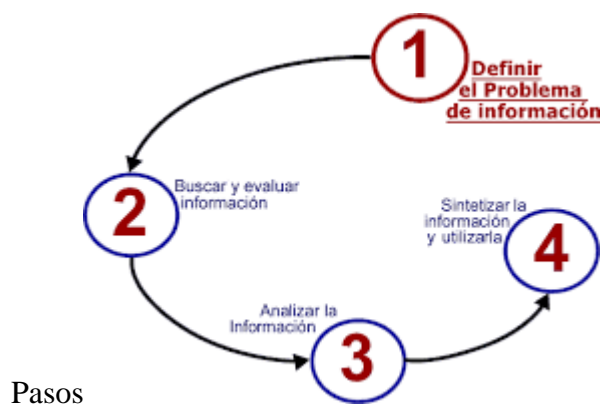 1
Definir
el Problema
de información
2
Buscar y evaluar
información
3
Analizar la
Información
4
Sintetizar la
información
y utilizarla
Pasos